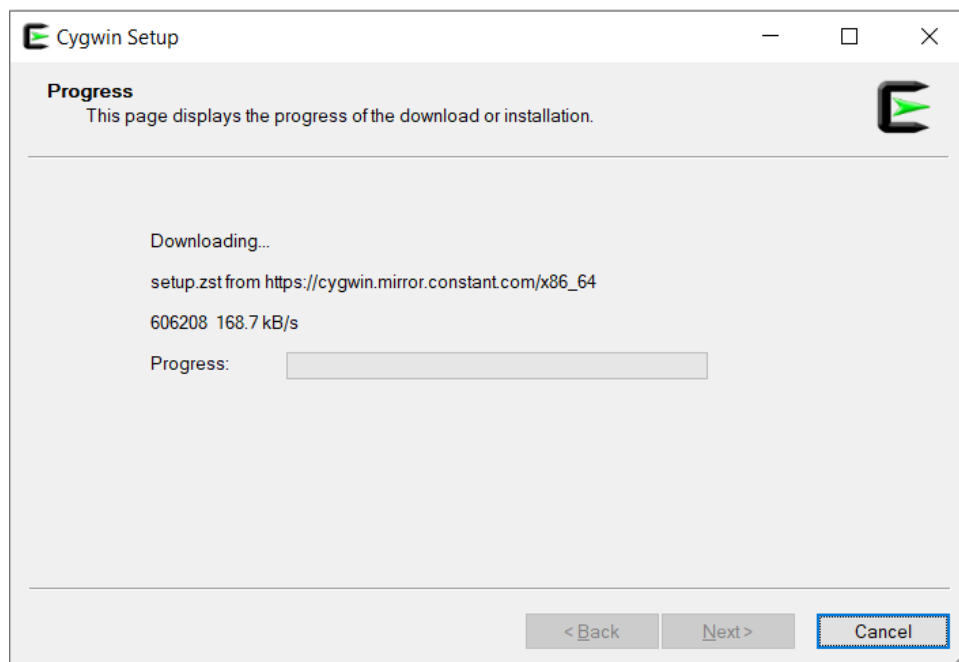 Cygwin Setup
Progress
This page displays the progress of the download or installation.
Downloading...
setup.zst from https://cygwin.mirror.constant.com/x86_64
606208 168.7 kB/s
Progress:
< Back
Next >
Cancel